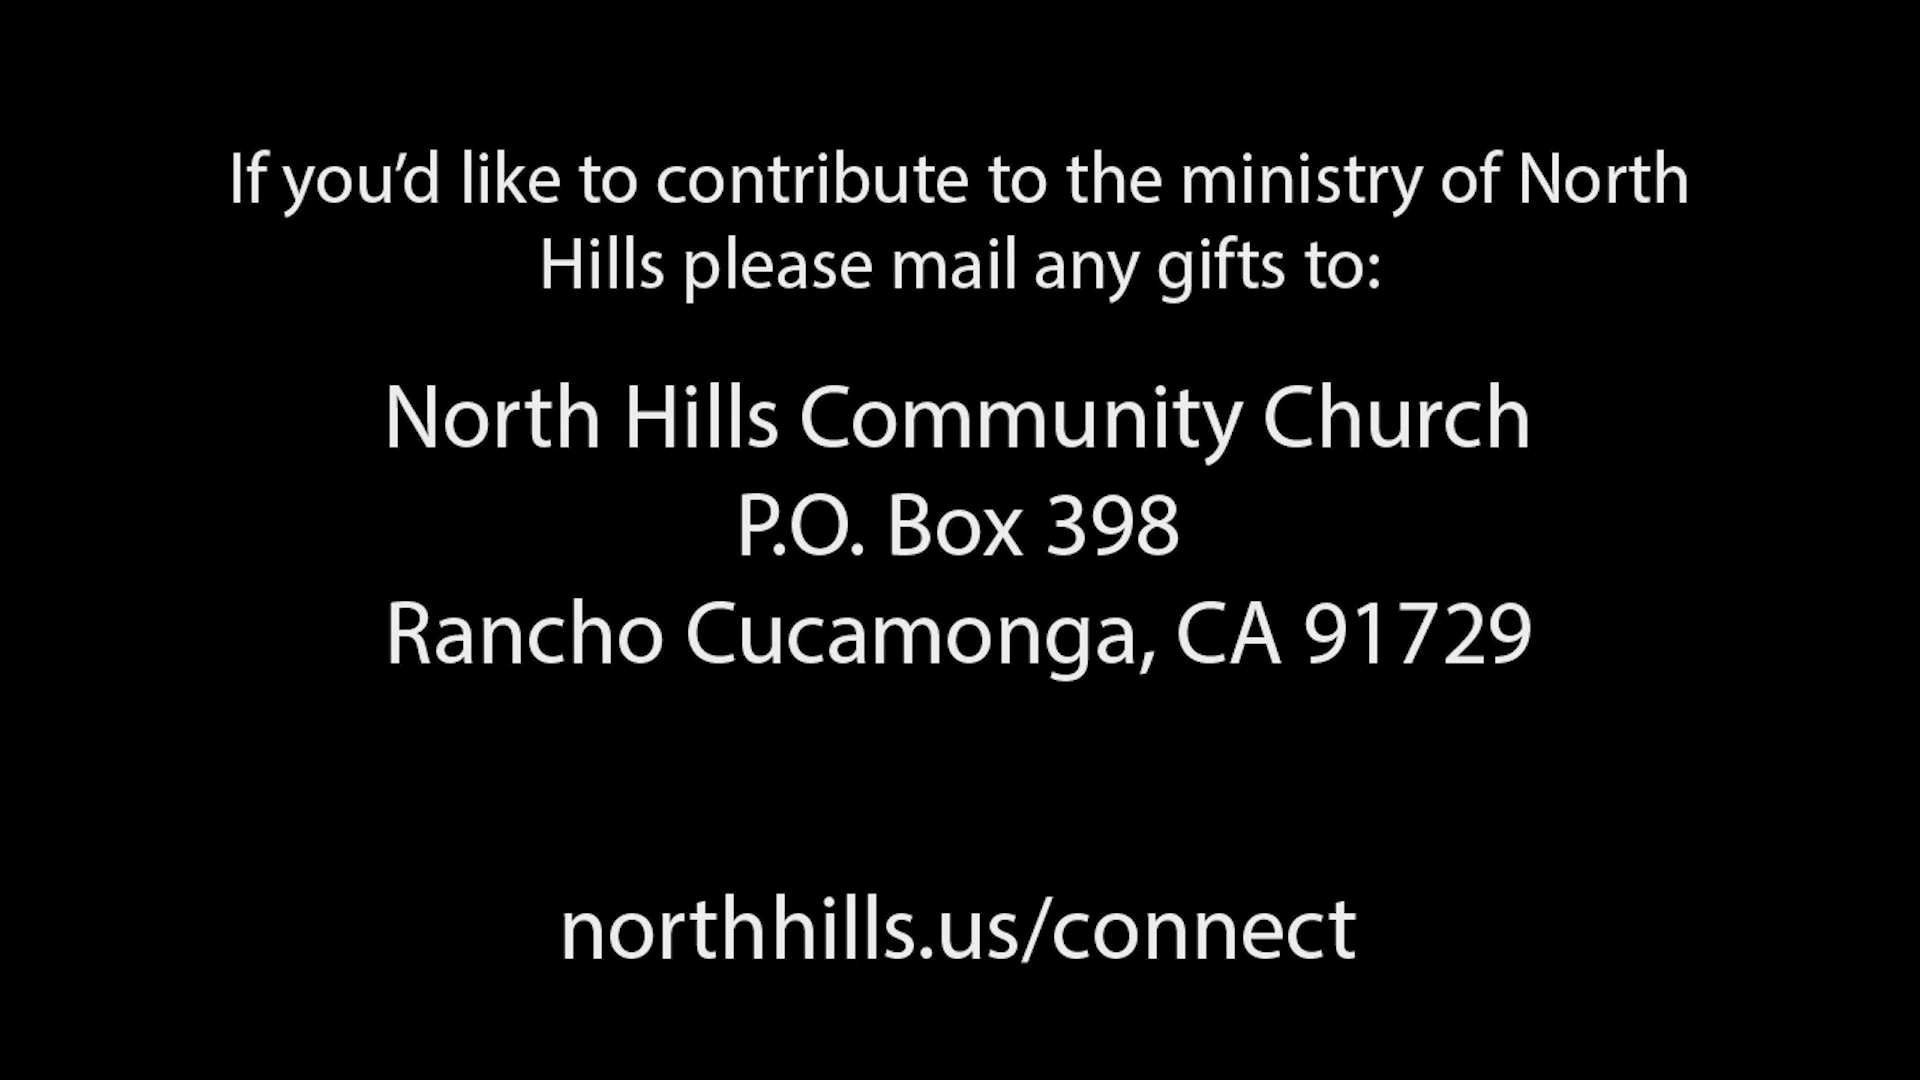 If you’d like to contribute to the ministry of North
Hills please mail any gifts to:
North Hills Community Church
P.O. Box 398
Rancho Cucamonga, CA 91729
northhills.us/connect